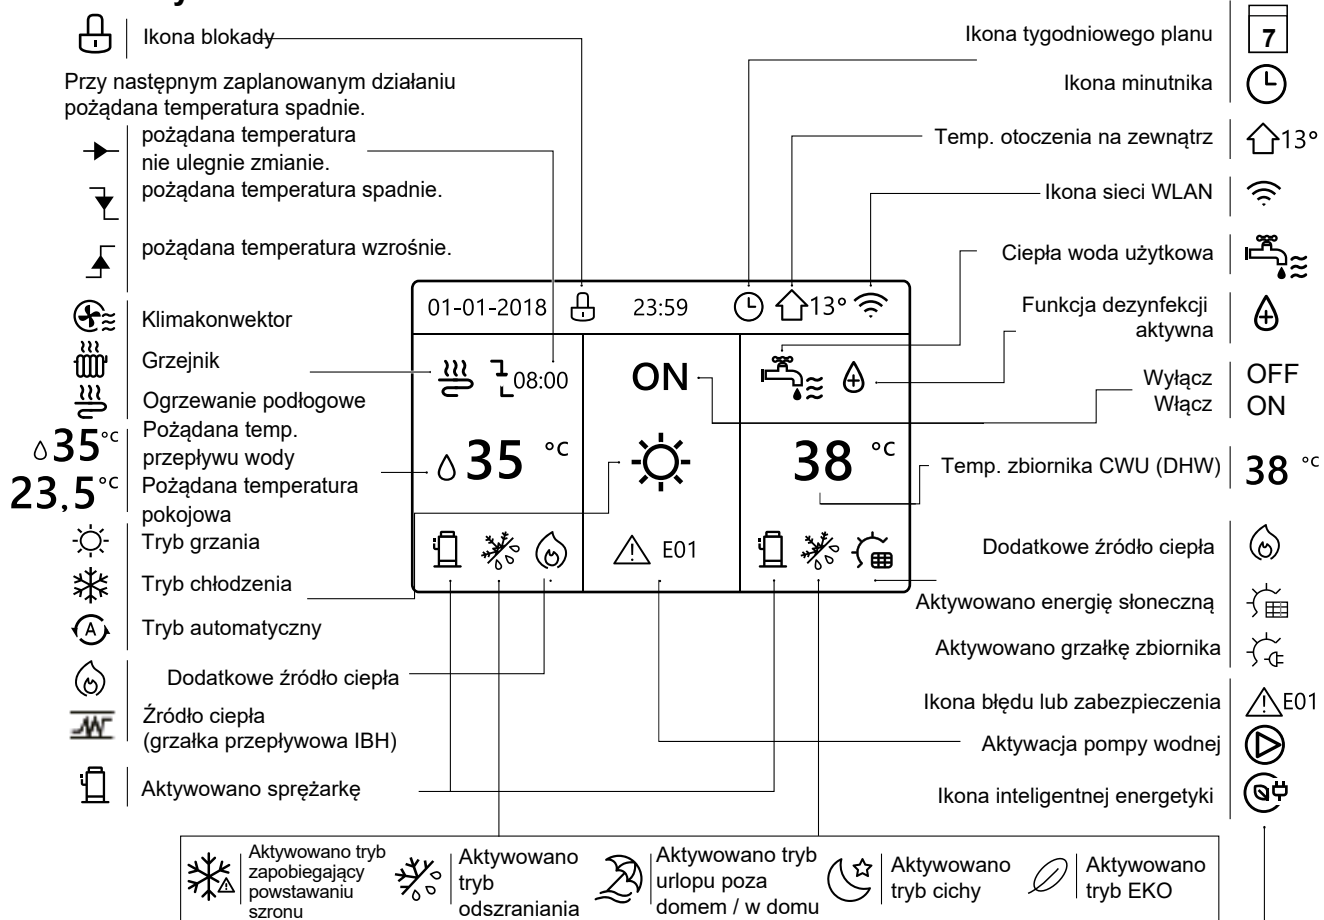 Ikona blokady
Przy następnym zaplanowanym działaniu
pożądana temperatura spadnie.
pożądana temperatura
nie ulegnie zmianie.
pożądana temperatura spadnie.
pożądana temperatura wzrośnie.
Klimakonwektor
Grzejnik
Ogrzewanie podłogowe
35°C
Pożądana temp.
przepływu wody
23,5°C
Pożądana temperatura
pokojowa
Tryb grzania
Tryb chłodzenia
A
Tryb automatyczny
Dodatkowe źródło ciepła
Źródło ciepła
(grzałka przepływowa IBH)
Aktywowano sprężarkę
01-01-2018
23:59
13°
08:00
ON
35 °C
38 °C
E01
Ikona tygodniowego planu
7
Ikona minutnika
Temp. otoczenia na zewnątrz
13°
Ikona sieci WLAN
Ciepła woda użytkowa
Funkcja dezynfekcji
aktywna
Wyłącz
OFF
Włącz
ON
Temp. zbiornika CWU (DHW)
38 °C
Dodatkowe źródło ciepła
Aktywowano energię słoneczną
Aktywowano grzałkę zbiornika
Ikona błędu lub zabezpieczenia
E01
Aktywacja pompy wodnej
Ikona inteligentnej energetyki
Aktywowano tryb
zapobiegający
powstawaniu
szronu
Aktywowano
tryb
odszraniania
Aktywowano tryb
urlopu poza
domem / w domu
Aktywowano
tryb cichy
Aktywowano
tryb EKO